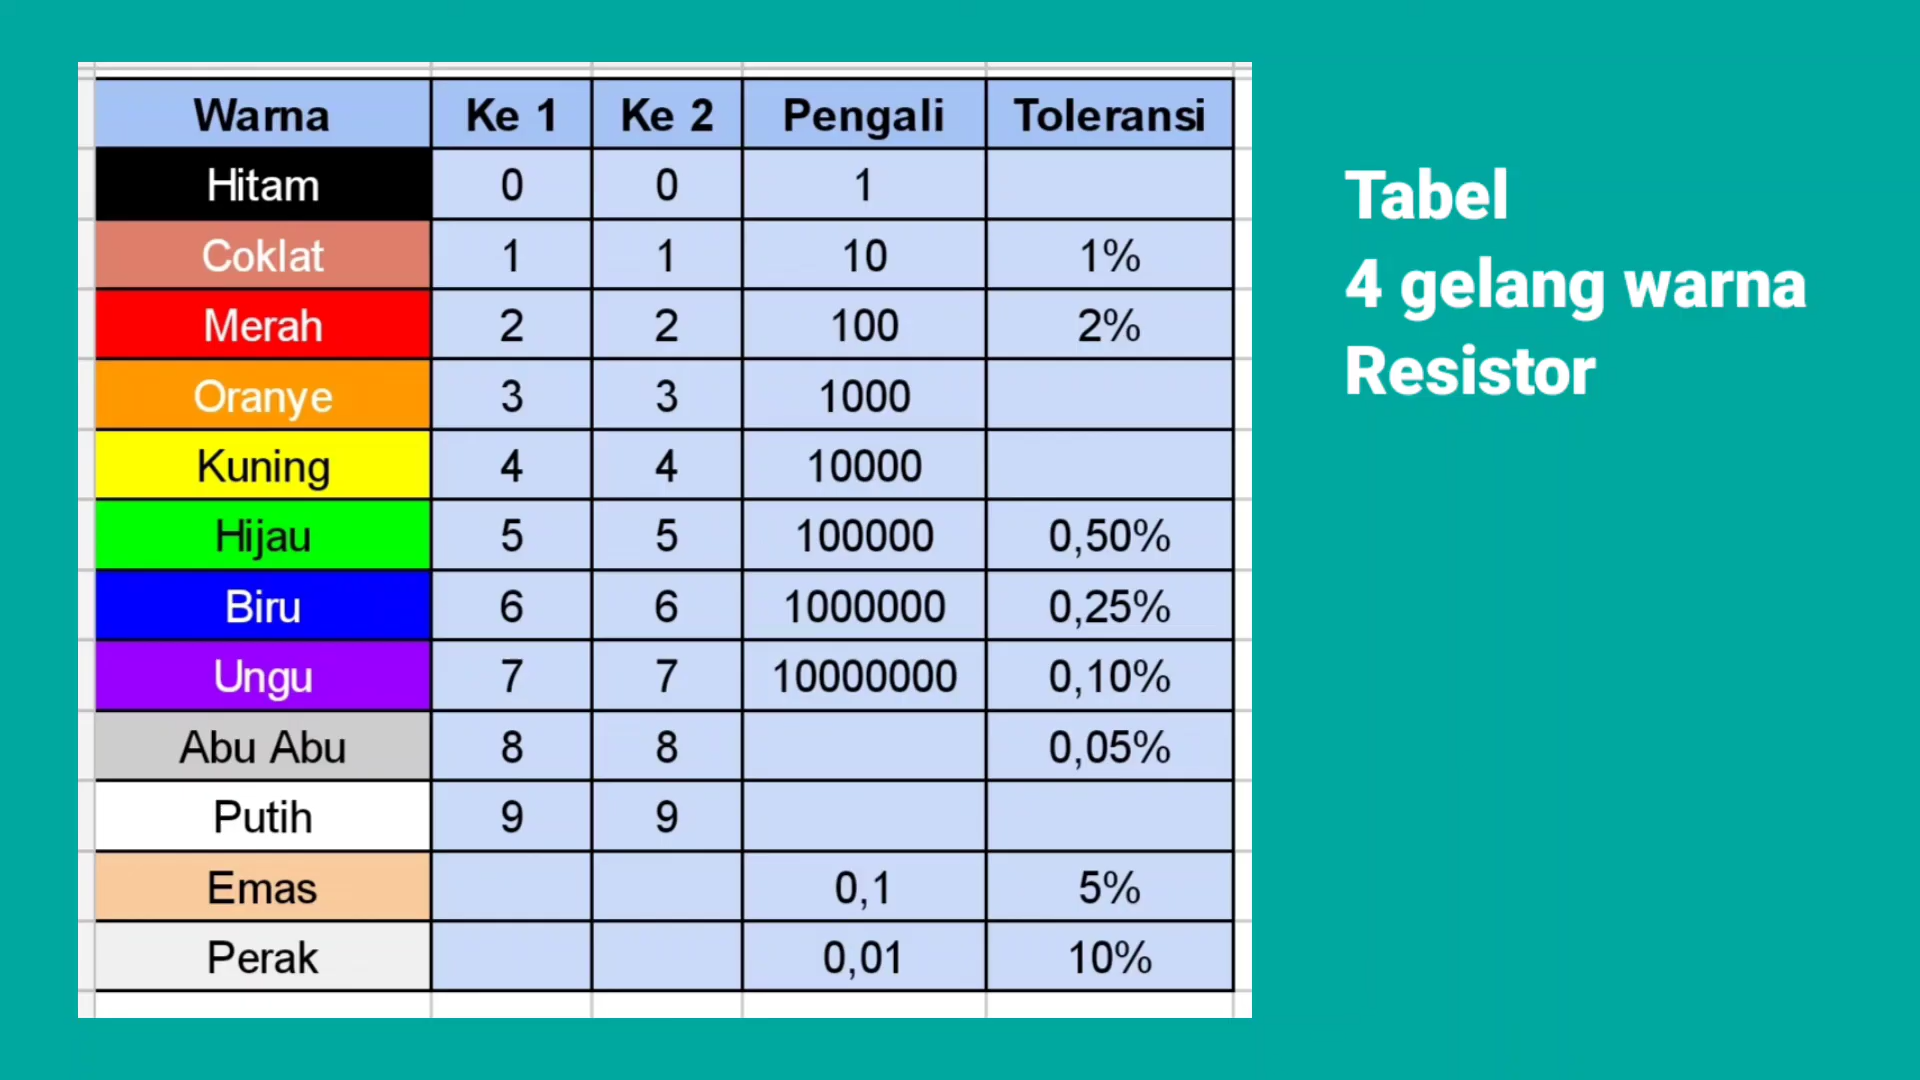 Warna Ke 1 Ke 2 Pengali Toleransi
Hitam 0 0 1
Coklat 1 1 10 1%
Merah 2 2 100 2%
Oranye 3 3 1000
Kuning 4 4 10000
Hijau 5 5 100000 0,50%
Biru 6 6 1000000 0,25%
Ungu 7 7 10000000 0,10%
Abu Abu 8 8 0,05%
Putih 9 9
Emas 0,1 5%
Perak 0,01 10%
Tabel
4 gelang warna
Resistor